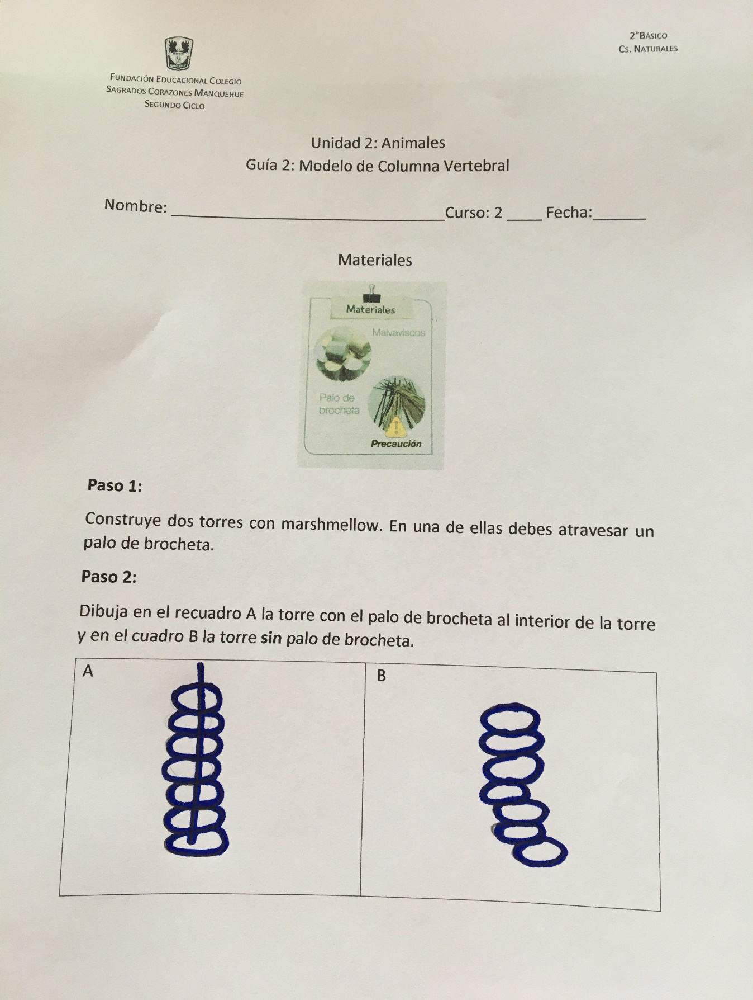 2°BÁSICO
CS. NATURALES
FUNDACIÓN EDUCACIONAL COLEGIO
SAGRADOS CORAZONES MANQUEHUE
SEGUNDO CICLO
Unidad 2: Animales
Guía 2: Modelo de Columna Vertebral
Nombre: ______________________________Curso: 2 ____ Fecha:______
Materiales
Materiales
Malvaviscos
Palo de
brocheta
Precaución
Paso 1:
Construye dos torres con marshmellow. En una de ellas debes atravesar un
palo de brocheta.
Paso 2:
Dibuja en el recuadro A la torre con el palo de brocheta al interior de la torre
y en el cuadro B la torre sin palo de brocheta.
A
B